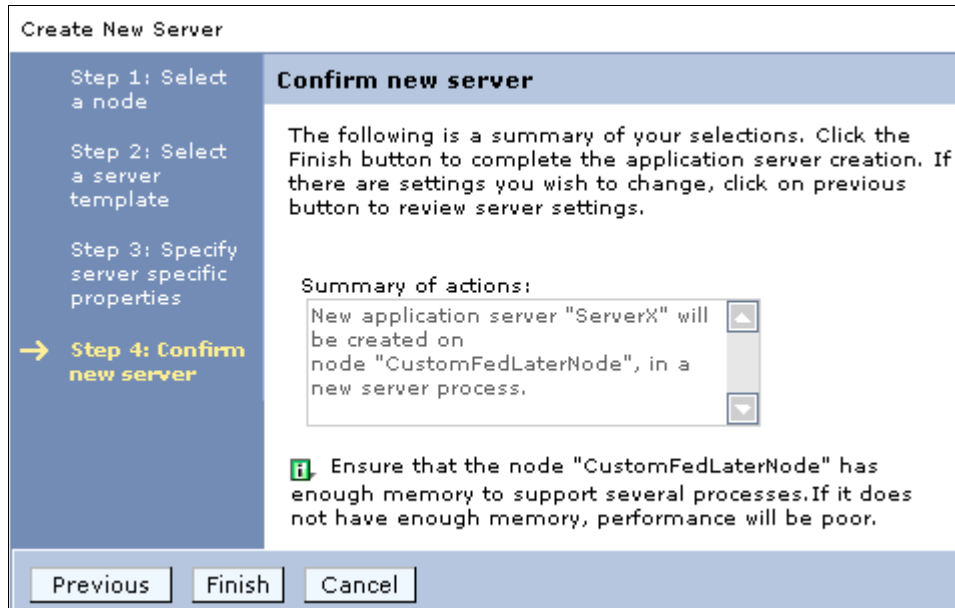 Create New Server
Step 1: Select
a node
Step 2: Select
a server
template
Step 3: Specify
server specific
properties
Step 4: Confirm
new server
Confirm new server
The following is a summary of your selections. Click the
Finish button to complete the application server creation. If
there are settings you wish to change, click on previous
button to review server settings.
Summary of actions:
New application server "ServerX" will
be created on
node "CustomFedLaterNode", in a
new server process.
Ensure that the node "CustomFedLaterNode" has
enough memory to support several processes.If it does
not have enough memory, performance will be poor.
Previous
Finish
Cancel